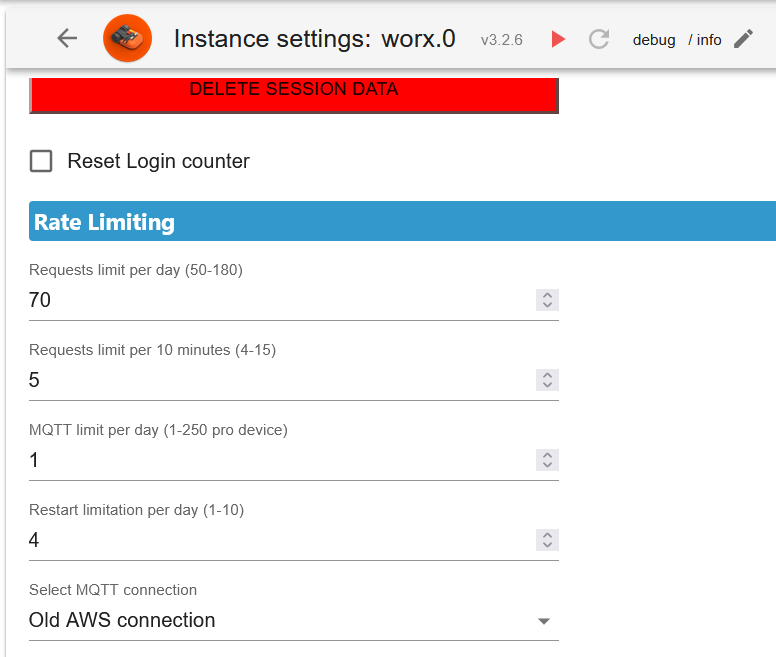 Instance settings: worx.0 v3.2.6 debug / info
DELETE SESSION DATA
Reset Login counter
Rate Limiting
Requests limit per day (50-180)
70
Requests limit per 10 minutes (4-15)
5
MQTT limit per day (1-250 pro device)
1
Restart limitation per day (1-10)
4
Select MQTT connection
Old AWS connection